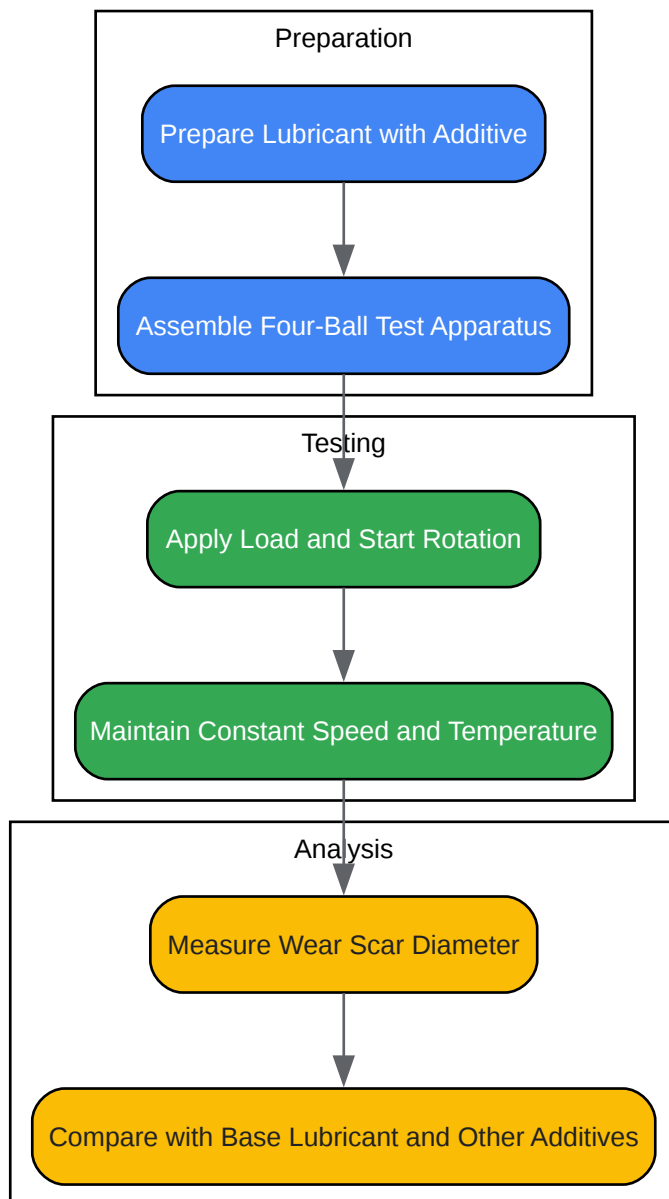 Preparation
Prepare Lubricant with Additive
Assemble Four-Ball Test Apparatus
Testing
Apply Load and Start Rotation
Maintain Constant Speed and Temperature
Analysis
Measure Wear Scar Diameter
Compare with Base Lubricant and Other Additives